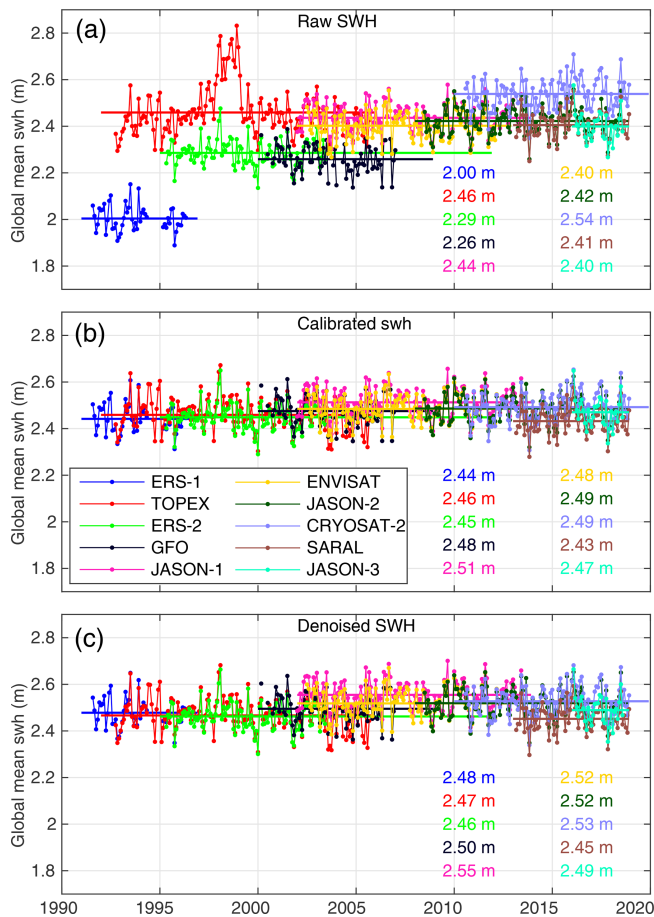 (a) Raw SWH
Global mean swh (m)
2.8
2.6
2.4
2.2
2
1.8
2.00 m 2.40 m
2.46 m 2.42 m
2.29 m 2.54 m
2.26 m 2.41 m
2.44 m 2.40 m
(b) Calibrated swh
Global mean swh (m)
2.8
2.6
2.4
2.2
2
1.8
ERS-1 ENVISAT
TOPEX JASON-2
ERS-2 CRYOSAT-2
GFO SARAL
JASON-1 JASON-3
2.44 m 2.48 m
2.46 m 2.49 m
2.45 m 2.49 m
2.48 m 2.43 m
2.51 m 2.47 m
(c) Denoised SWH
Global mean swh (m)
2.8
2.6
2.4
2.2
2
1.8
2.48 m 2.52 m
2.47 m 2.52 m
2.46 m 2.53 m
2.50 m 2.45 m
2.55 m 2.49 m
1990 1995 2000 2005 2010 2015 2020